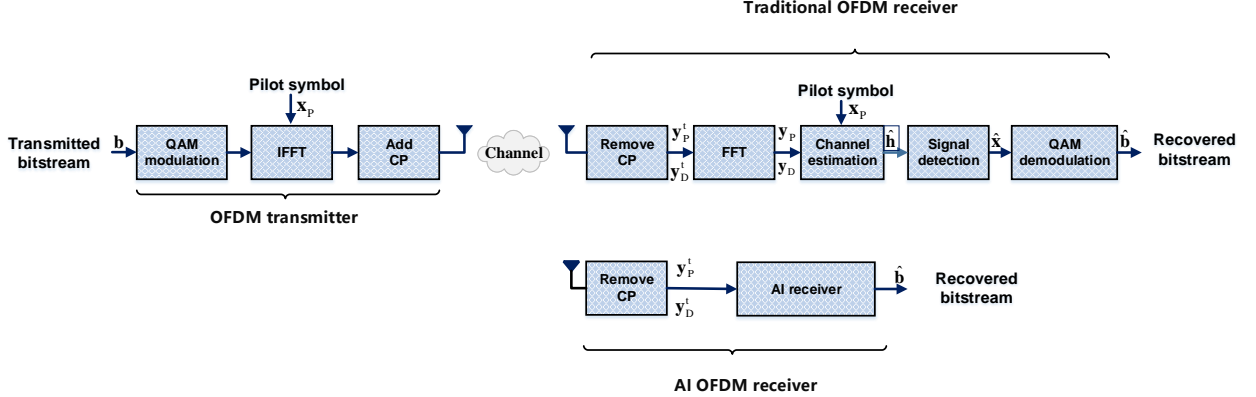 Traditional OFDM receiver
Pilot symbol
x_P
Pilot symbol
x_P
Transmitted
bitstream
b
QAM
modulation
IFFT
Add
CP
Channel
Remove
CP
y_P^t
y_D^t
FFT
y_P
y_D
Channel
estimation
ĥ
Signal
detection
x̂
QAM
demodulation
b̂
Recovered
bitstream
OFDM transmitter
Remove
CP
y_P^t
y_D^t
AI receiver
b̂
Recovered
bitstream
AI OFDM receiver